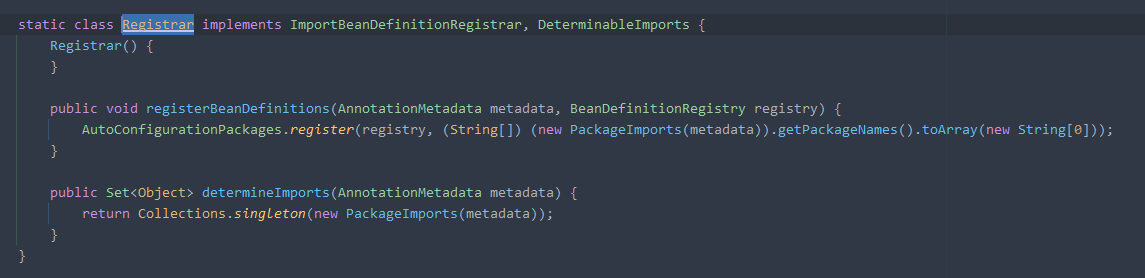 static class Registrar implements ImportBeanDefinitionRegistrar, DeterminableImports {
Registrar() {
}
public void registerBeanDefinitions(AnnotationMetadata metadata, BeanDefinitionRegistry registry) {
AutoConfigurationPackages.register(registry, (String[]) (new PackageImports(metadata)).getPackageNames().toArray(new String[0]));
}
public Set<Object> determineImports(AnnotationMetadata metadata) {
return Collections.singleton(new PackageImports(metadata));
}
}